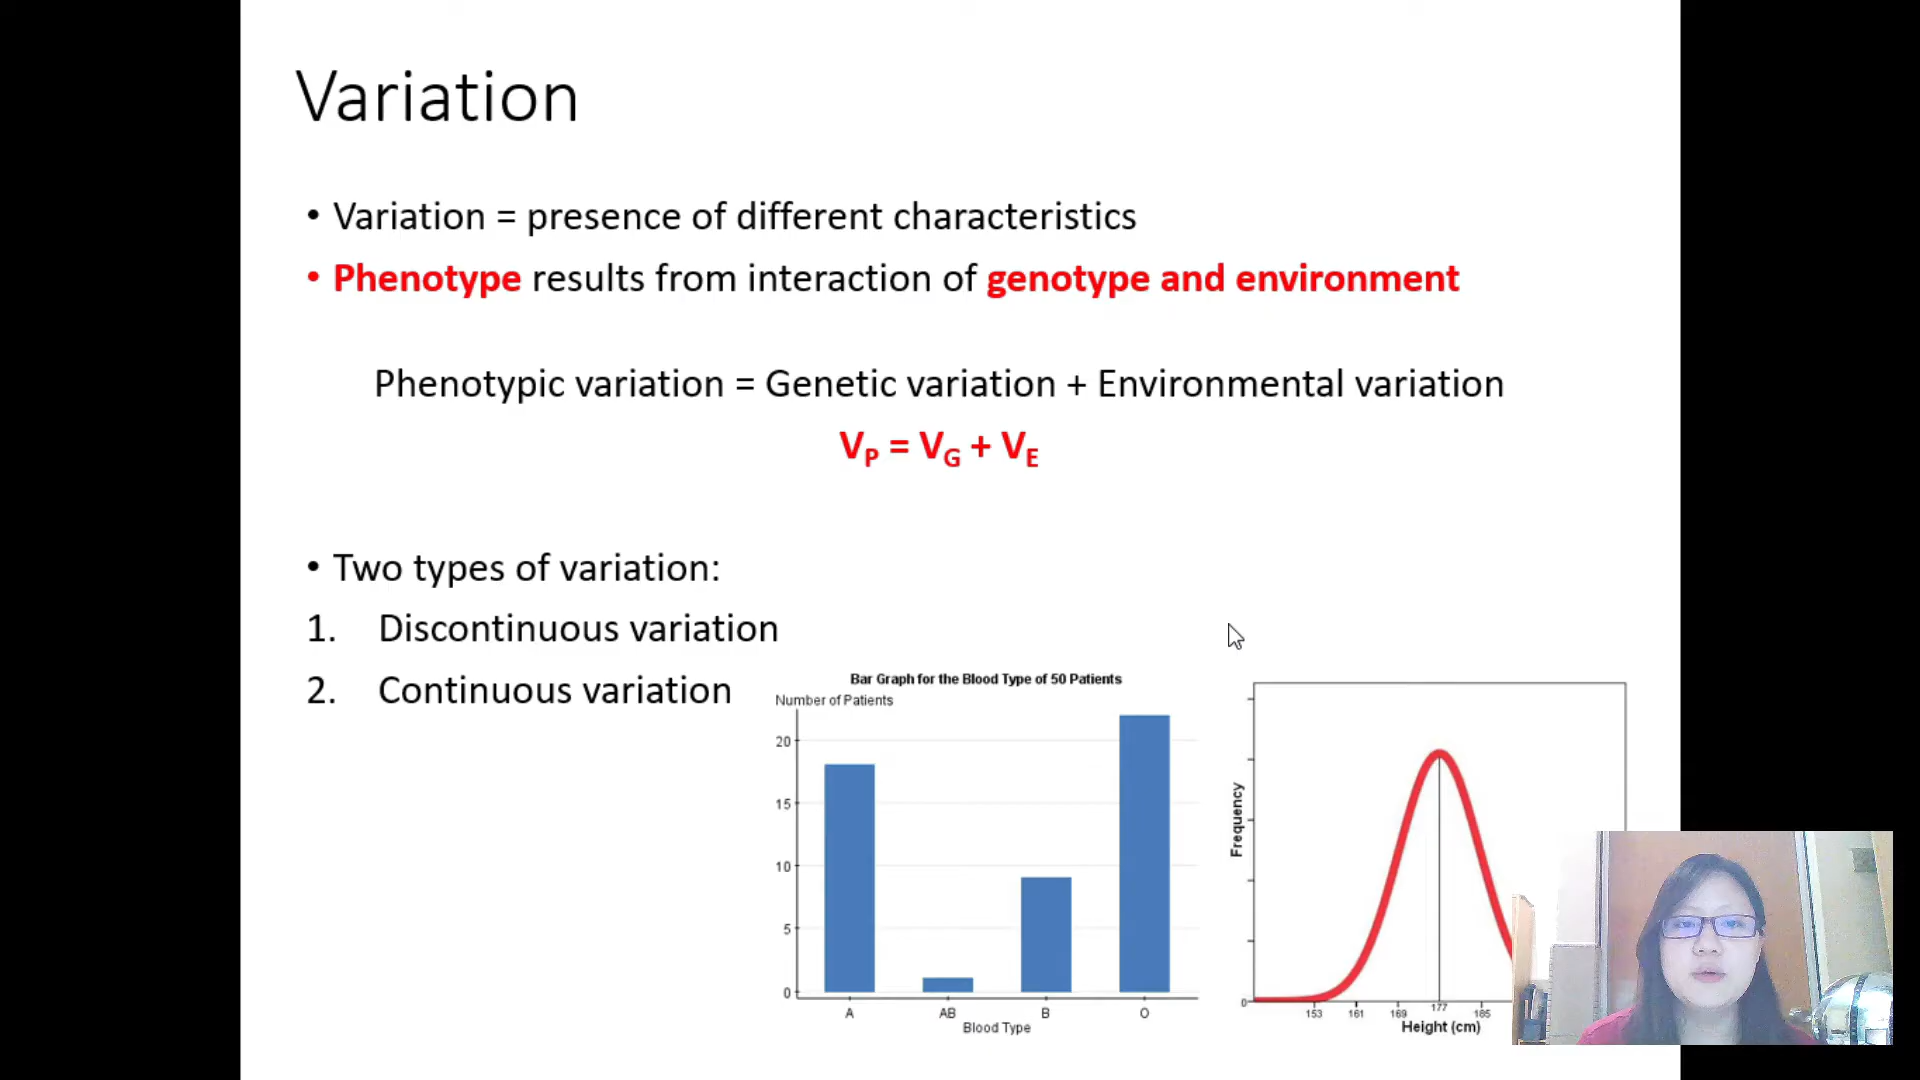 Variation
• Variation = presence of different characteristics
• Phenotype results from interaction of genotype and environment
Phenotypic variation = Genetic variation + Environmental variation
V_P = V_G + V_E
• Two types of variation:
1. Discontinuous variation
2. Continuous variation
Bar Graph for the Blood Type of 50 Patients
Number of Patients
20
15
10
5
0
A AB B O
Blood Type
Frequency
0
153 161 169 177 185
Height (cm)